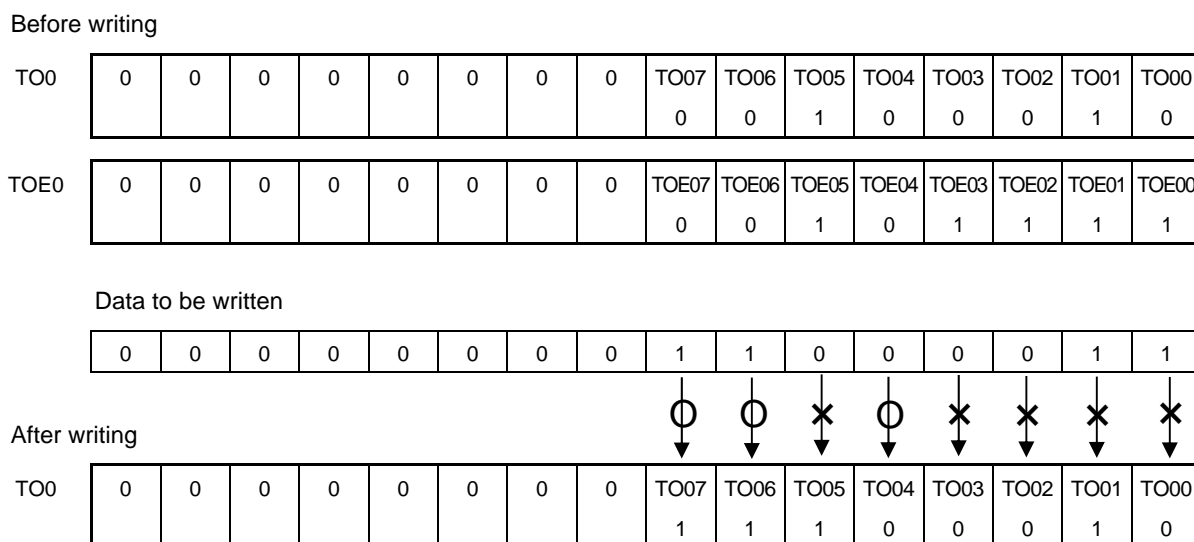 Before writing
TO0 0 0 0 0 0 0 0 0 TO07 TO06 TO05 TO04 TO03 TO02 TO01 TO00
0 0 1 0 0 0 1 0
TOE0 0 0 0 0 0 0 0 0 TOE07 TOE06 TOE05 TOE04 TOE03 TOE02 TOE01 TOE00
0 0 1 0 1 1 1 1
Data to be written
0 0 0 0 0 0 0 0 1 1 0 0 0 0 1 1
O O × O × × × ×
After writing
TO0 0 0 0 0 0 0 0 0 TO07 TO06 TO05 TO04 TO03 TO02 TO01 TO00
1 1 1 0 0 0 1 0